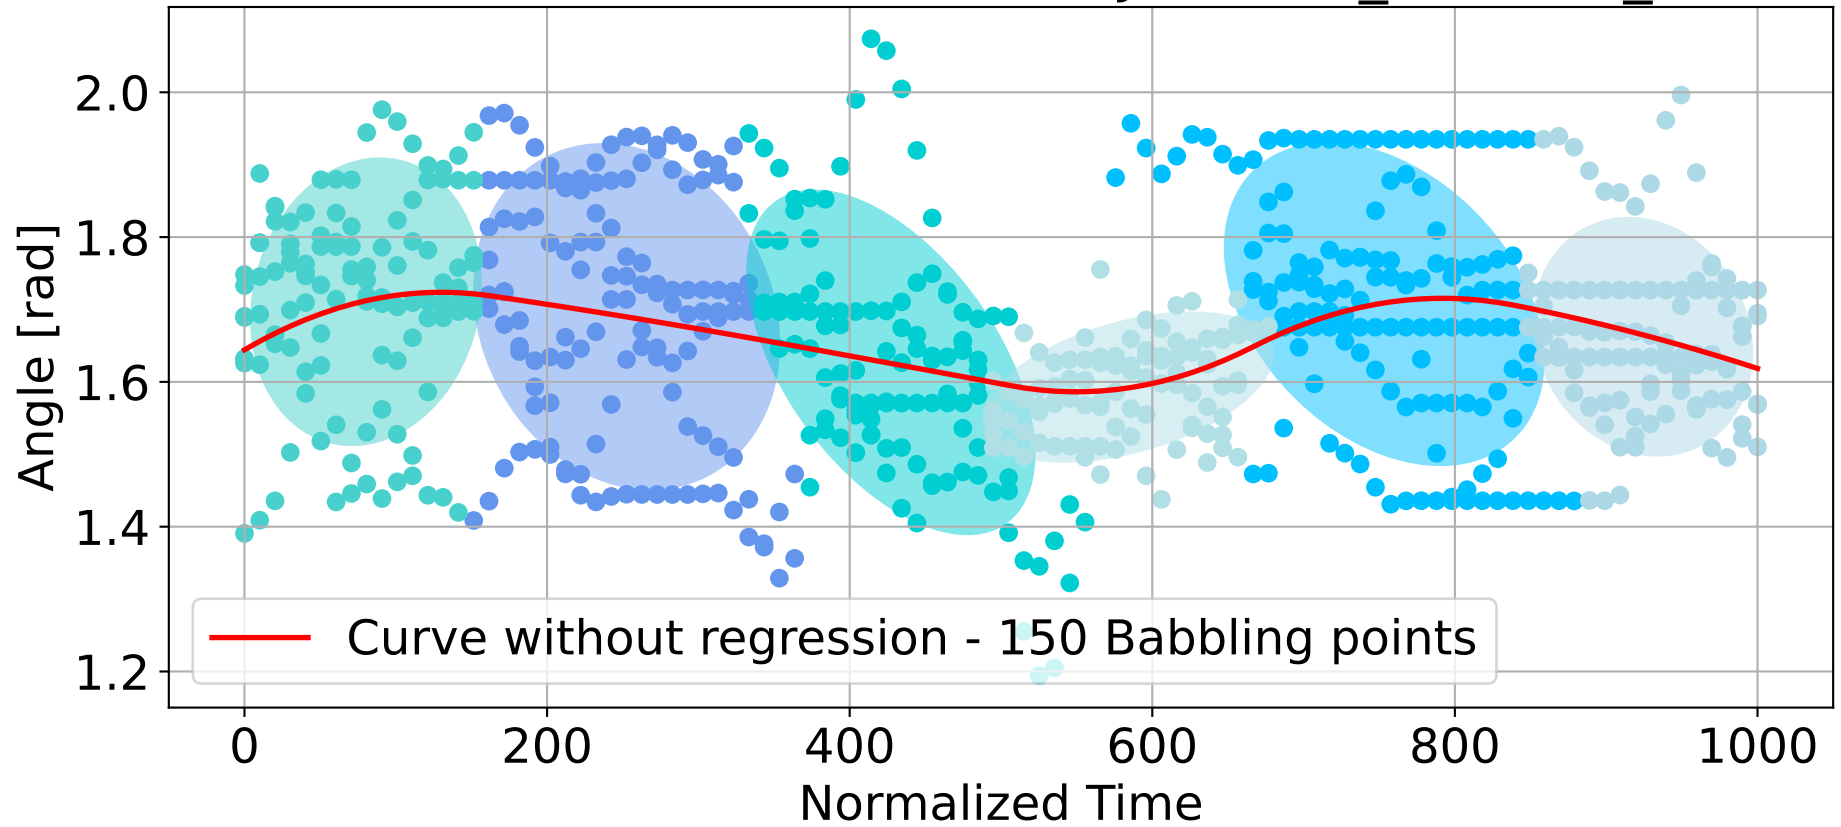 Angle [rad]
2.0
1.8
1.6
1.4
1.2
Curve without regression - 150 Babbling points
0 200 400 600 800 1000
Normalized Time